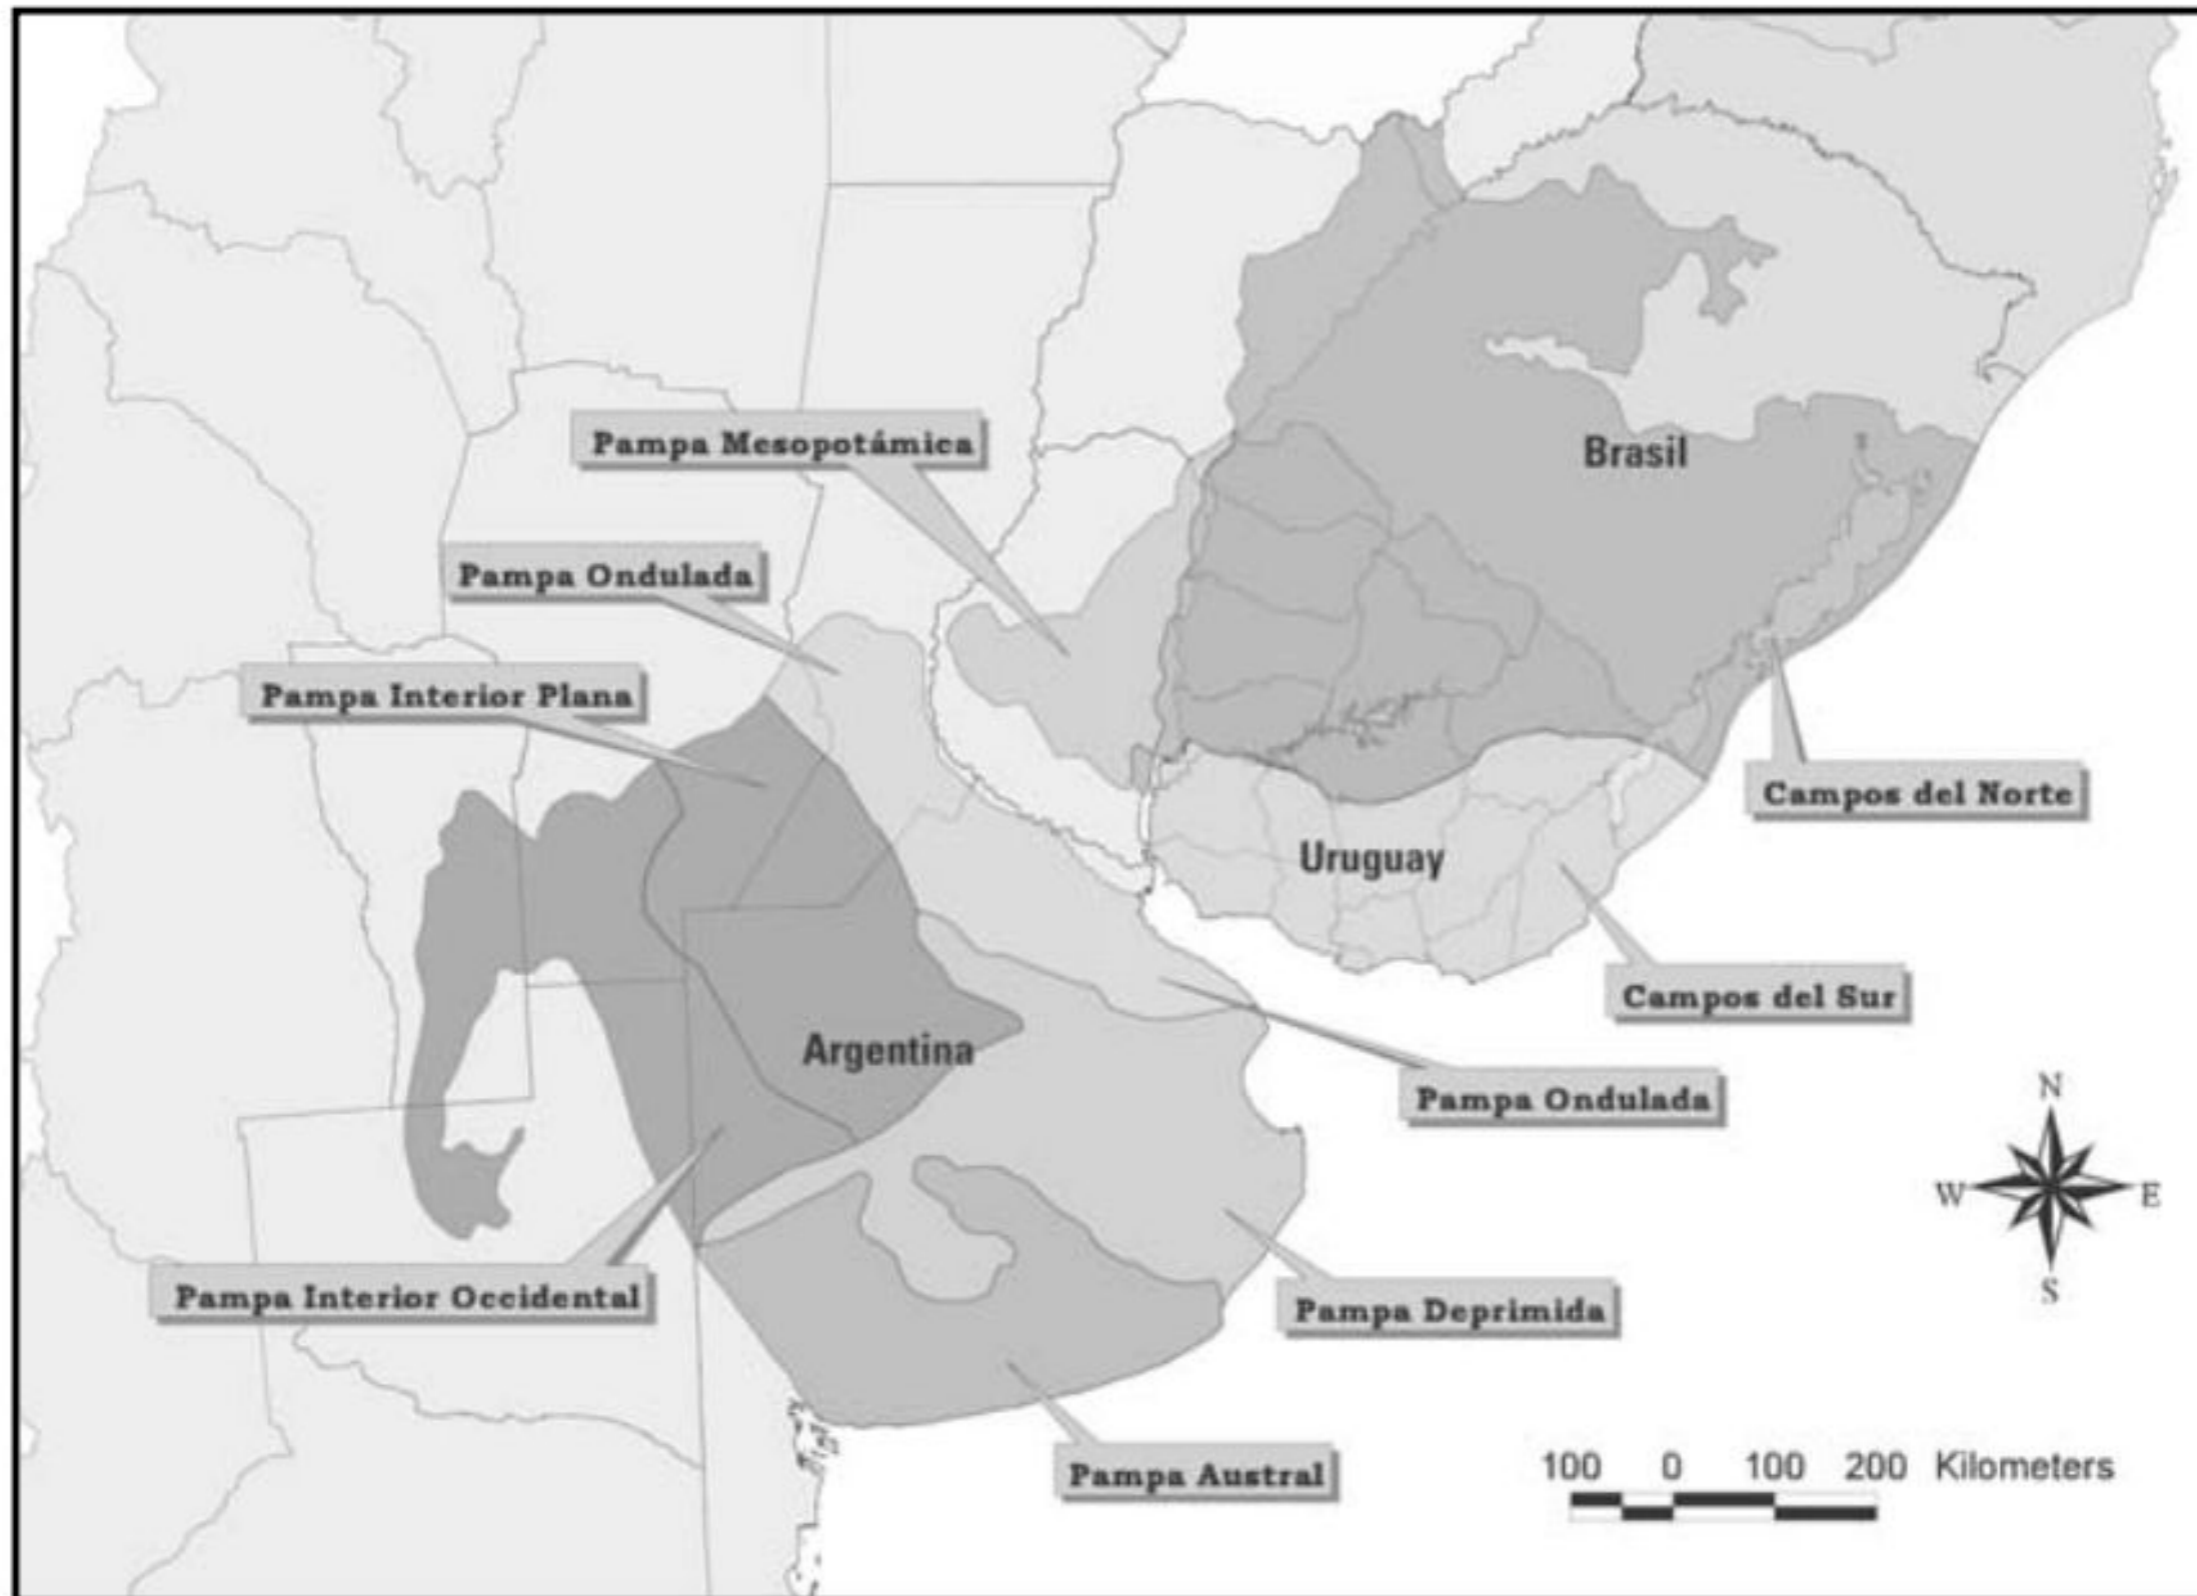 Pampa Mesopotámica
Brasil
Pampa Ondulada
Pampa Interior Plana
Campos del Norte
Uruguay
Campos del Sur
Argentina
Pampa Ondulada
N
W E
S
Pampa Interior Occidental
Pampa Deprimida
Pampa Austral
100 0 100 200 Kilometers